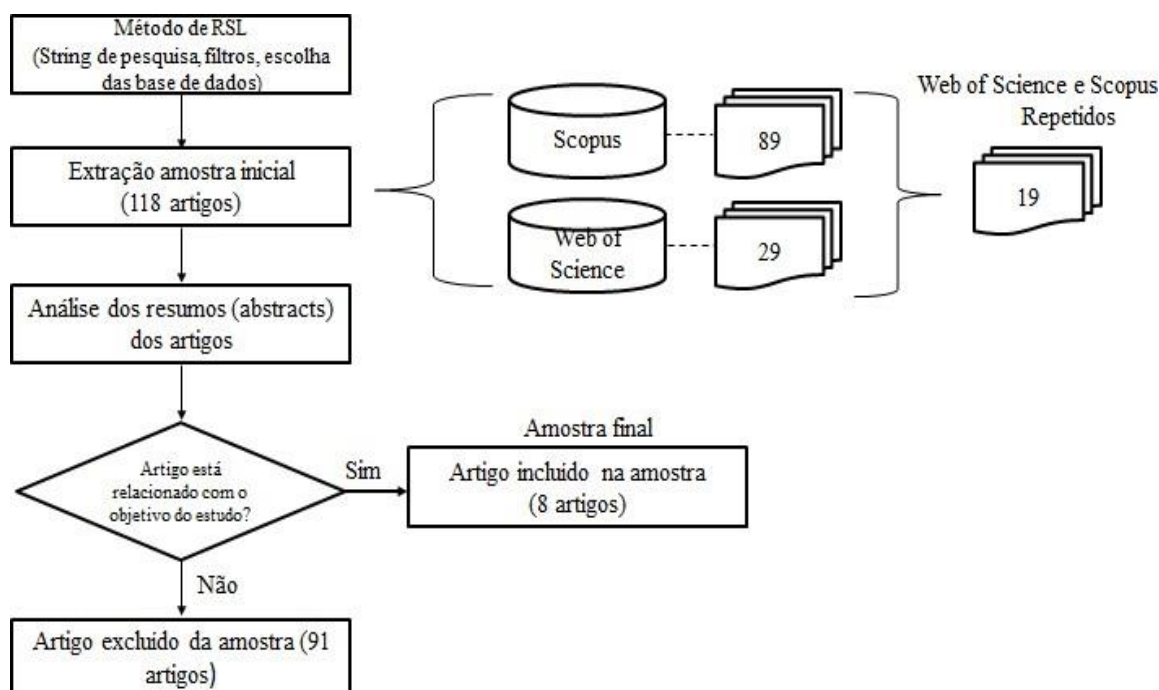 Método de RSL
(String de pesquisa, filtros, escolha
das base de dados)
Extração amostra inicial
(118 artigos)
Scopus
89
Web of
Science
29
Web of Science e Scopus
Repetidos
19
Análise dos resumos (abstracts)
dos artigos
Artigo está
relacionado com o
objetivo do estudo?
Sim
Amostra final
Artigo incluido na amostra
(8 artigos)
Não
Artigo excluido da amostra (91
artigos)